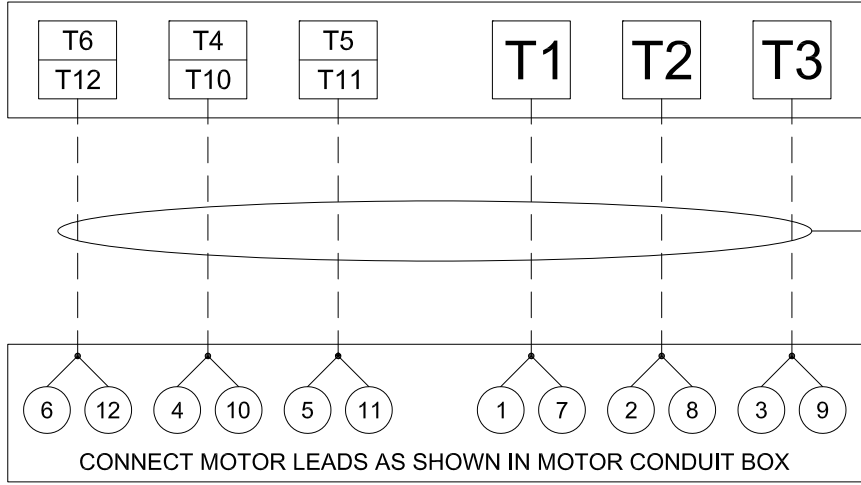 T6 T4 T5 T1 T2 T3
T12 T10 T11
6 12 4 10 5 11 1 7 2 8 3 9
CONNECT MOTOR LEADS AS SHOWN IN MOTOR CONDUIT BOX